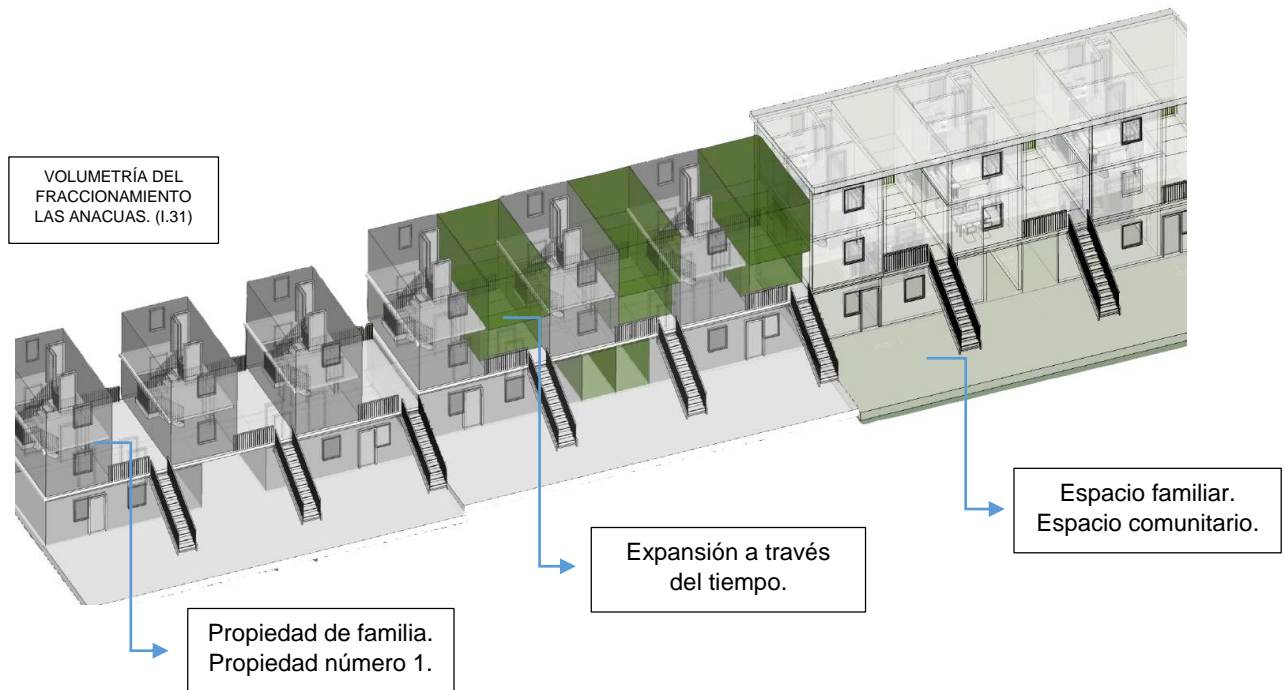 VOLUMETRÍA DEL
FRACCIONAMIENTO
LAS ANACUAS. (I.31)
Espacio familiar.
Espacio comunitario.
Expansión a través
del tiempo.
Propiedad de familia.
Propiedad número 1.